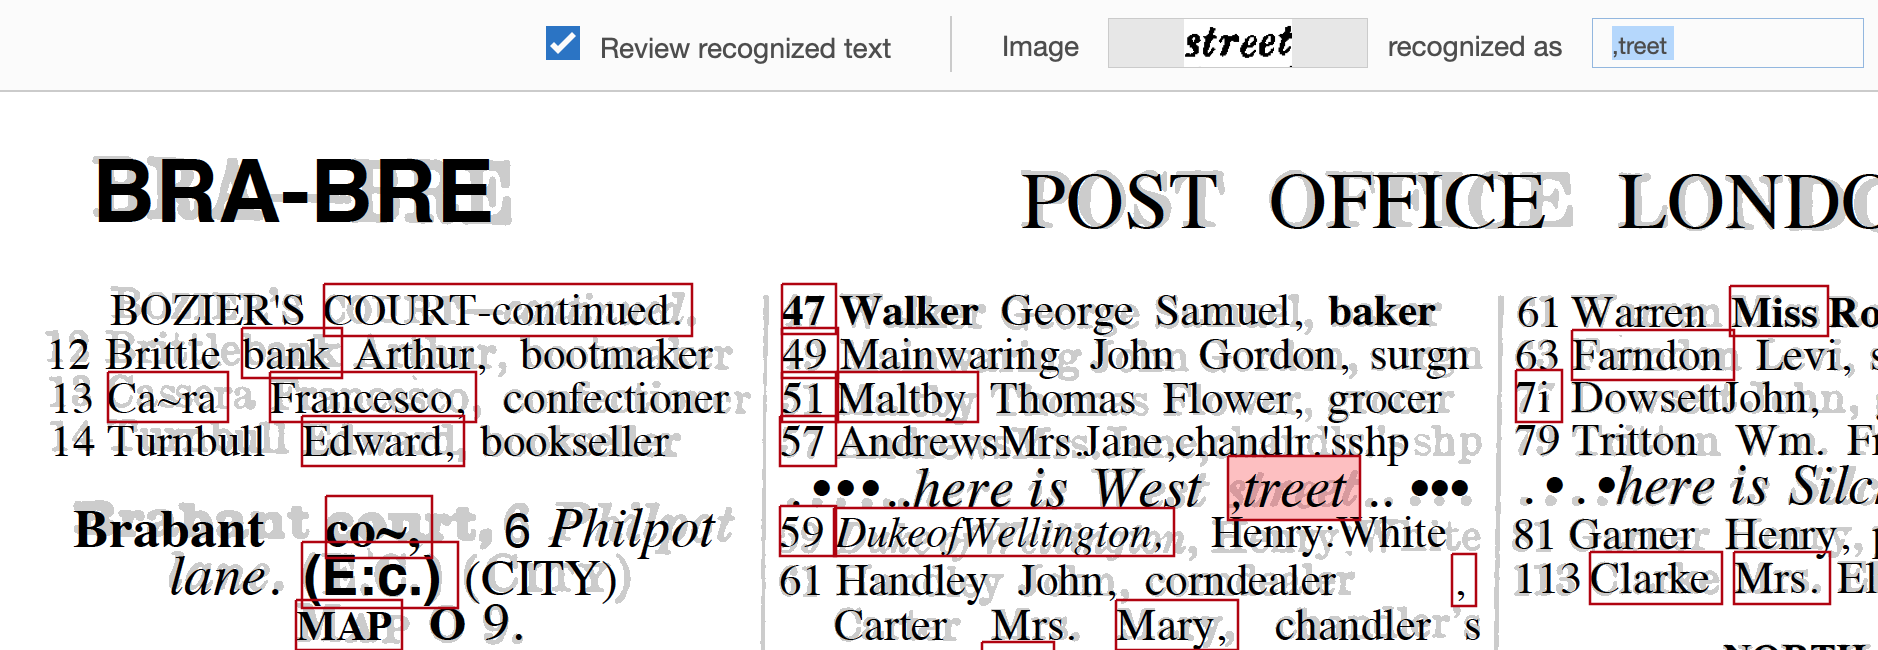 Review recognized text Image street recognized as ,treet
BRA-BRE
POST OFFICE LONDO
BOZIER'S COURT-continued.
12 Brittle bank Arthur, bootmaker
13 Ca~ra Francesco, confectioner
14 Turnbull Edward, bookseller
Brabant co~, 6 Philpot
lane. (E:c.) (CITY)
MAP O 9.
47 Walker George Samuel, baker
49 Mainwaring John Gordon, surgn
51 Maltby Thomas Flower, grocer
57 AndrewsMrs.Jane,chandlr.'sshp
.•••..here is West ,treet .. •••
59 DukeofWellington, Henry:White
61 Handley John, corndealer ,
Carter Mrs. Mary, chandler's
61 Warren Miss Ro
63 Farndon Levi, s
7i DowsettJohn,
79 Tritton Wm. Fr
.•.•here is Silc
81 Garner Henry, p
113 Clarke Mrs. El